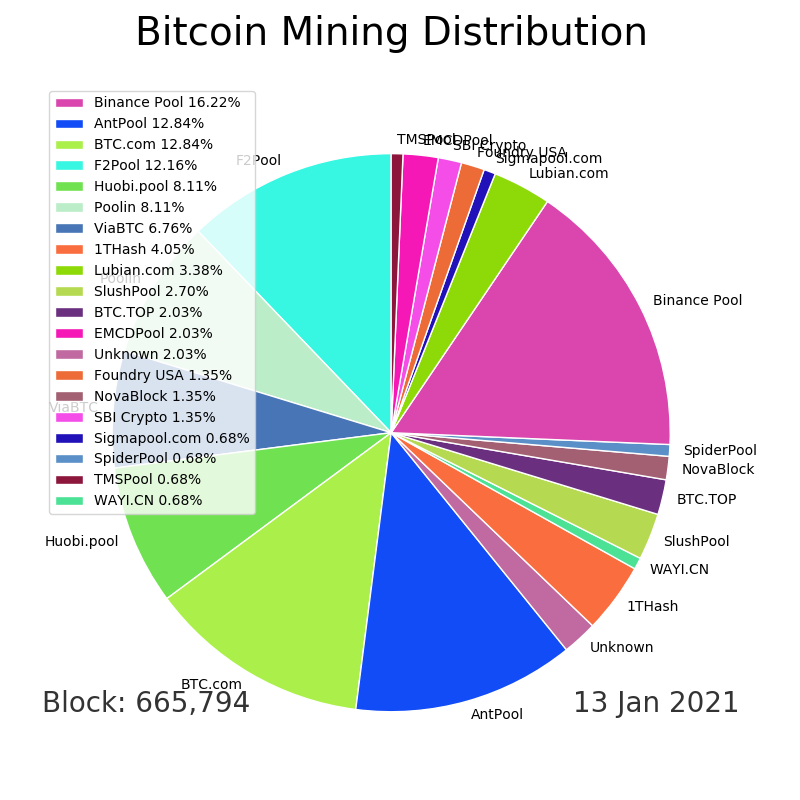 Bitcoin Mining Distribution
Binance Pool 16.22%
AntPool 12.84%
BTC.com 12.84%
F2Pool 12.16%
Huobi.pool 8.11%
Poolin 8.11%
ViaBTC 6.76%
1THash 4.05%
Lubian.com 3.38%
SlushPool 2.70%
BTC.TOP 2.03%
EMCDPool 2.03%
Unknown 2.03%
Foundry USA 1.35%
NovaBlock 1.35%
SBI Crypto 1.35%
Sigmapool.com 0.68%
SpiderPool 0.68%
TMSPool 0.68%
WAYI.CN 0.68%
TMSPool
EMCDPool
SBI Crypto
Foundry USA
Sigmapool.com
Lubian.com
Binance Pool
SpiderPool
NovaBlock
BTC.TOP
SlushPool
WAYI.CN
1THash
Unknown
AntPool
BTC.com
Huobi.pool
ViaBTC
Poolin
F2Pool
Block: 665,794
13 Jan 2021